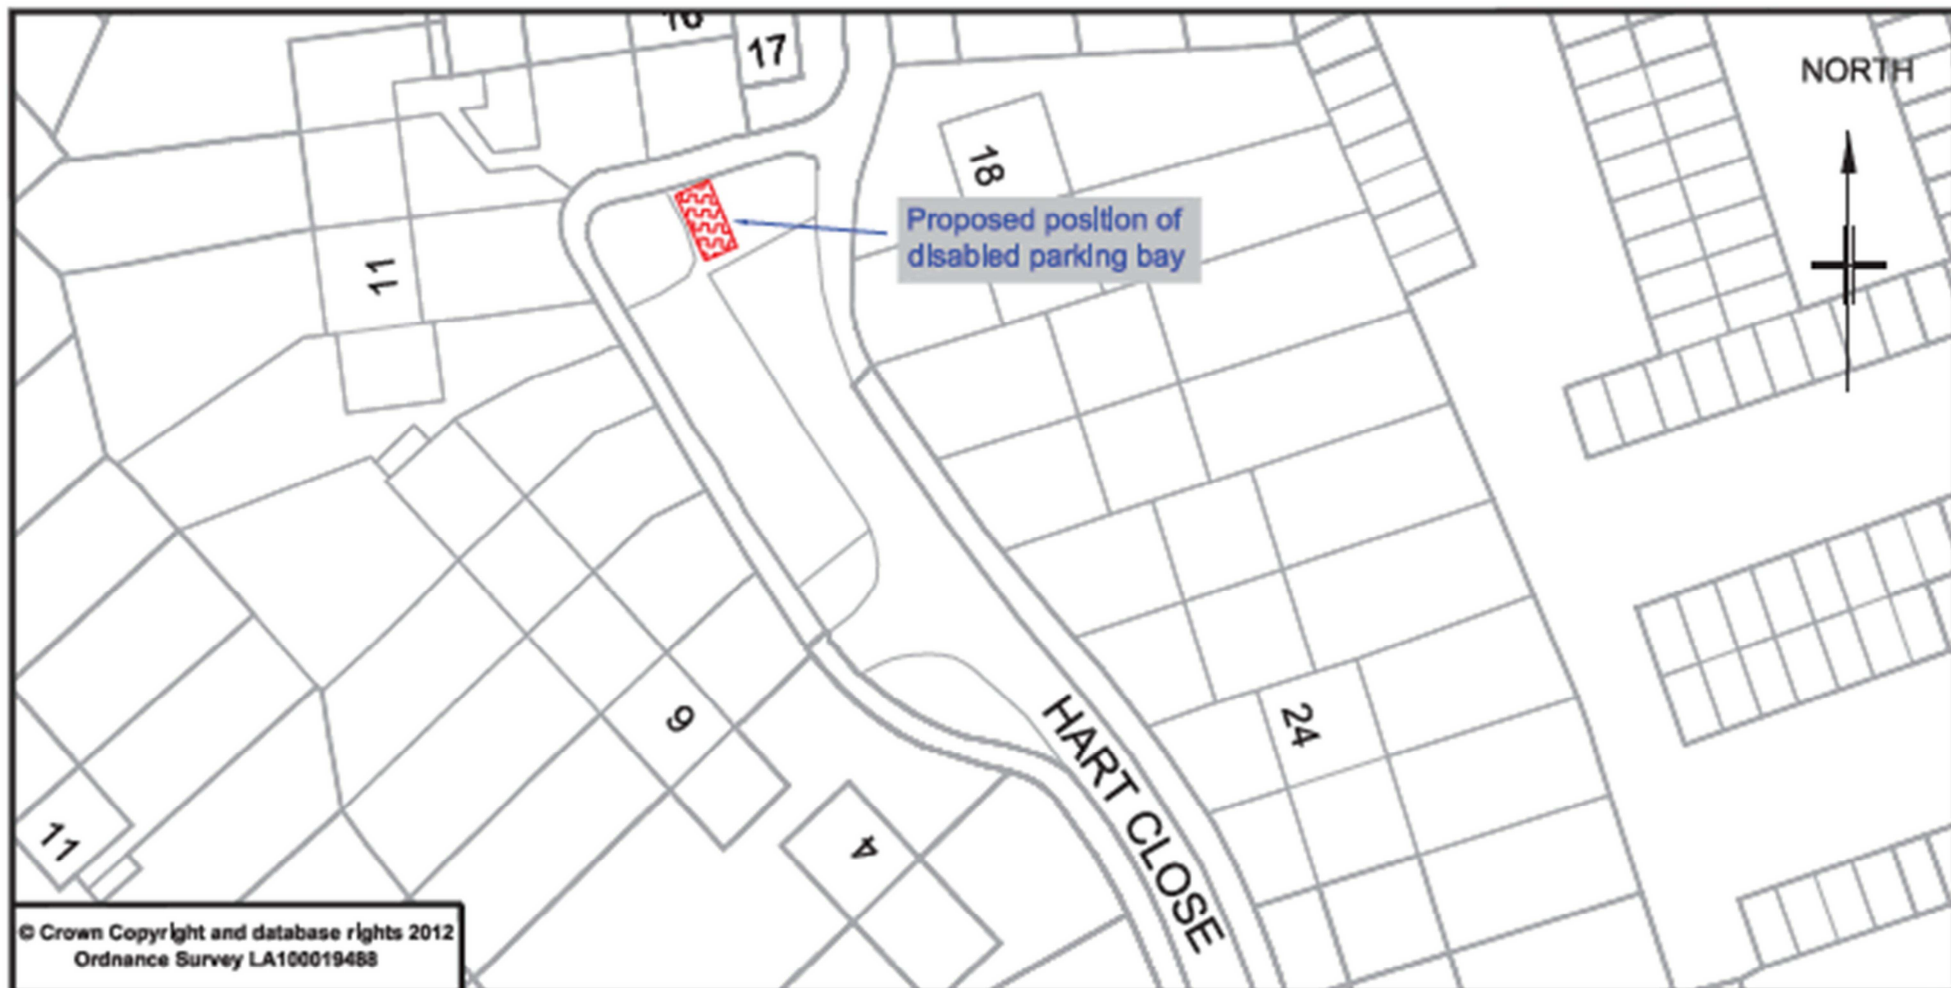 16
17
NORTH
18
Proposed position of
disabled parking bay
11
9
24
HART CLOSE
4
11
© Crown Copyright and database rights 2012
Ordnance Survey LA100019488